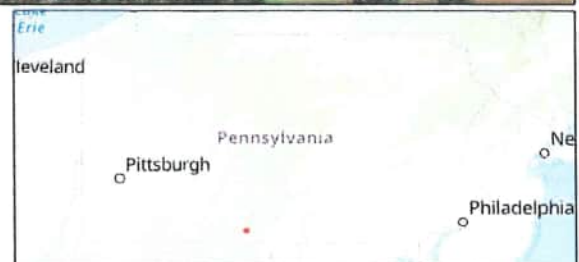 Erie
leveland
Pennsylvania
Ne
Pittsburgh
Philadelphia